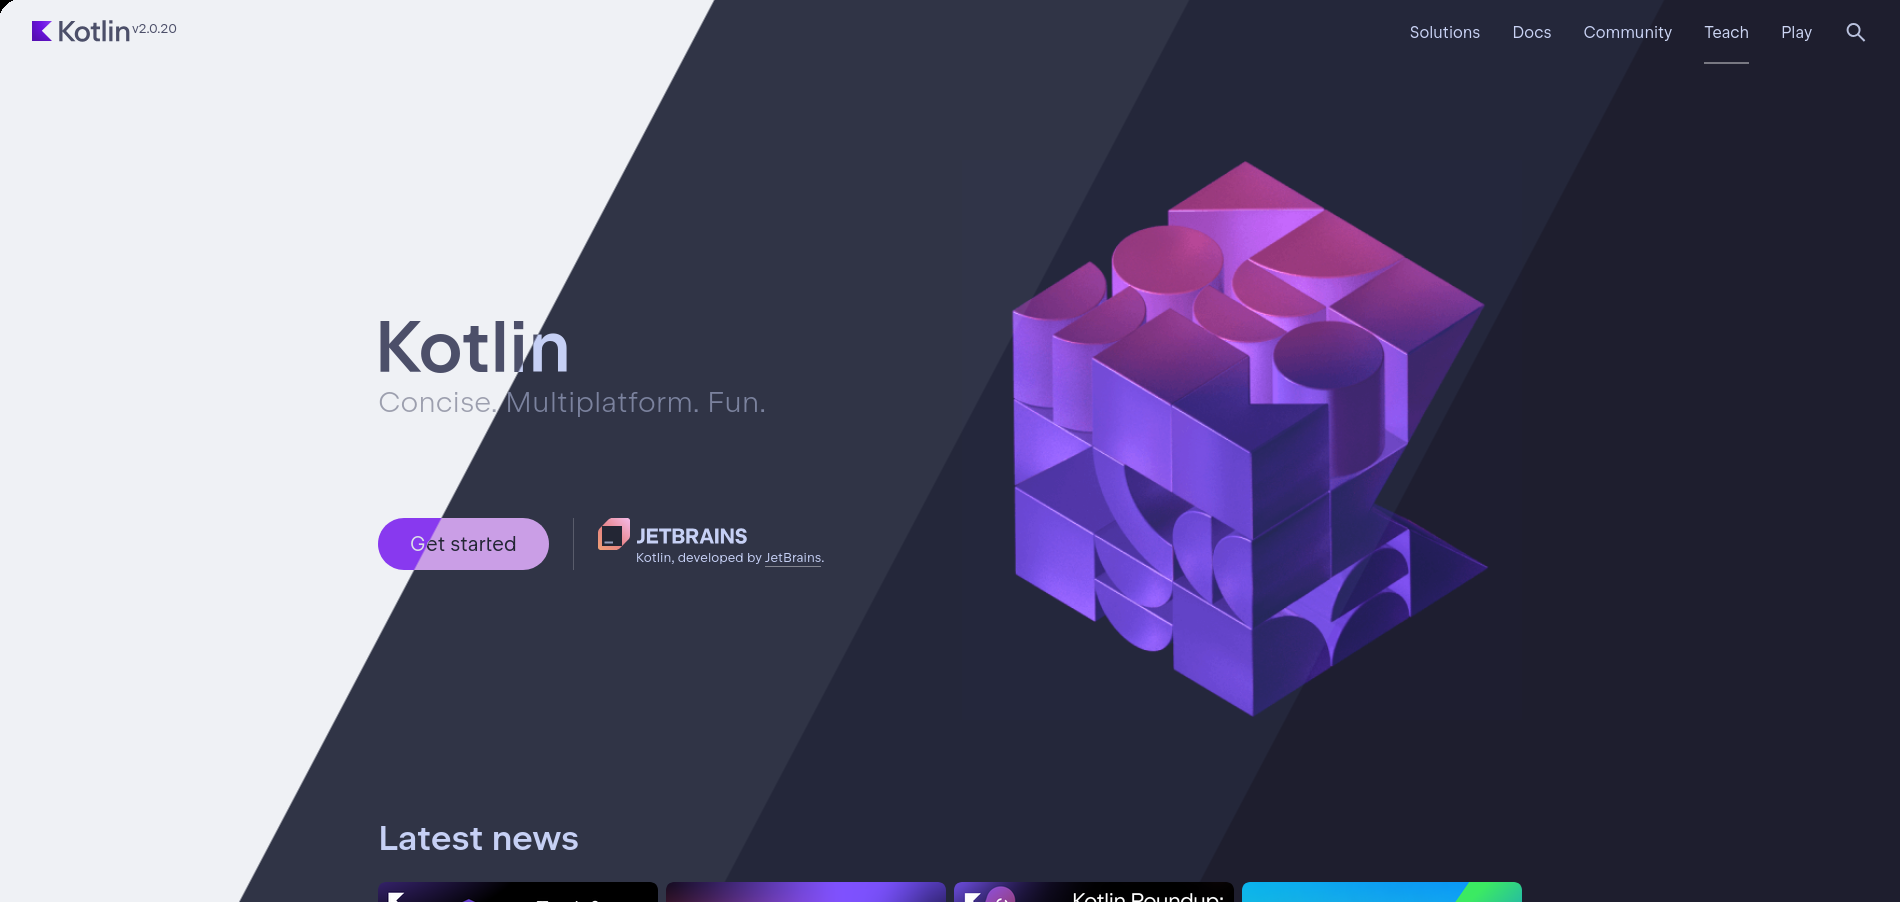 Kotlin v2.0.20
Solutions Docs Community Teach Play
Kotlin
Concise. Multiplatform. Fun.
Get started
JETBRAINS
Kotlin, developed by JetBrains.
Latest news
Kotlin Roundup: